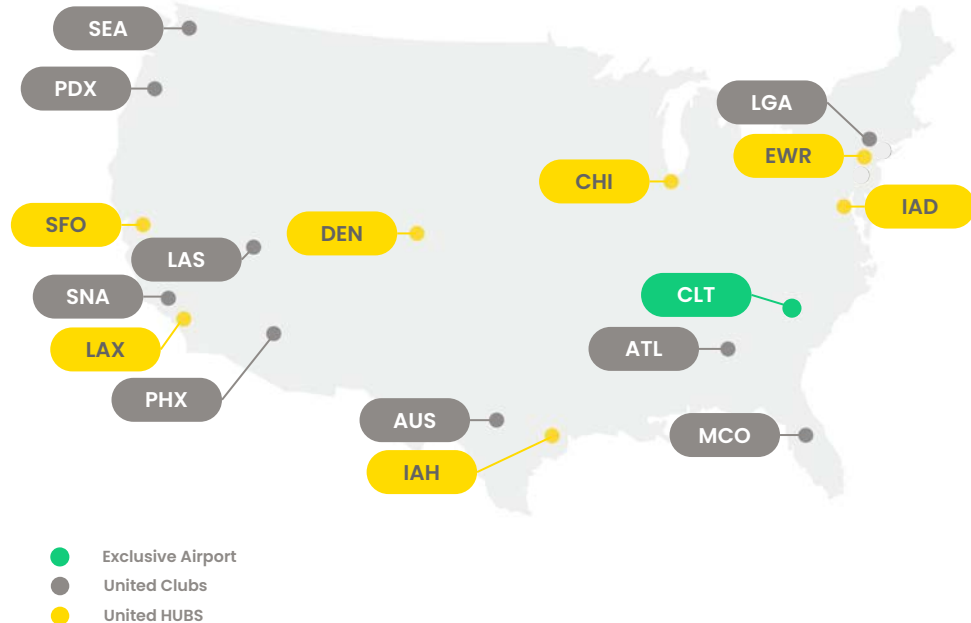 SEA
PDX
LGA
EWR
CHI
IAD
SFO
DEN
LAS
SNA
CLT
LAX
ATL
PHX
AUS
MCO
IAH
Exclusive Airport
United Clubs
United HUBS